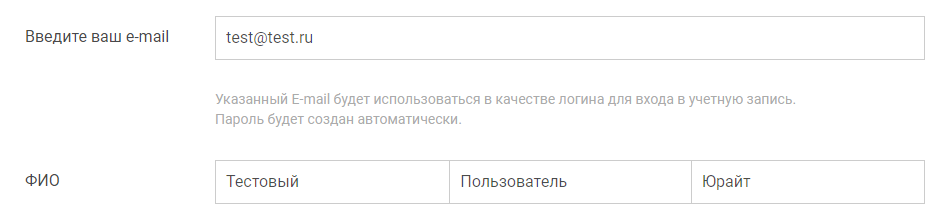 Введите ваш e-mail test@test.ru
Указанный E-mail будет использоваться в качестве логина для входа в учетную запись.
Пароль будет создан автоматически.
ФИО Тестовый Пользователь Юрайт